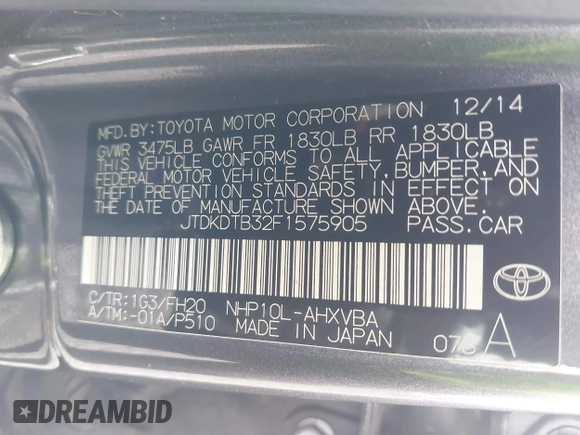 MFD. BY: TOYOTA MOTOR CORPORATION 12/14
GVWR 3475LB GAWR FR 1830LB RR 1830LB
THIS VEHICLE CONFORMS TO ALL APPLICABLE
FEDERAL MOTOR VEHICLE SAFETY, BUMPER, AND
THEFT PREVENTION STANDARDS IN EFFECT ON
THE DATE OF MANUFACTURE SHOWN ABOVE.
JTDKDTB32F1575905 PASS. CAR
C/TR: 1G3/FH20 NHP10L-AHXVBA
A/TM: -01A/P510 MADE IN JAPAN 078 A
DREAMBID